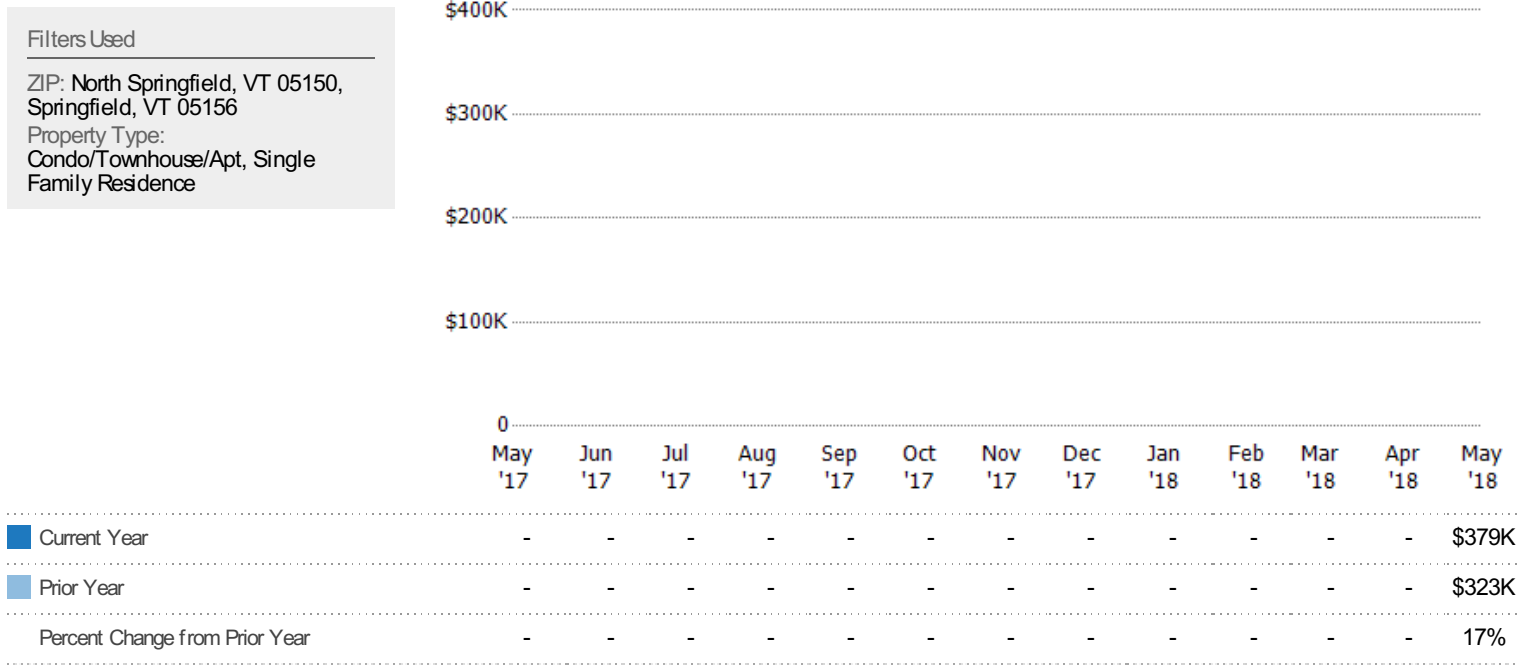 Filters Used
ZIP: North Springfield, VT 05150,
Springfield, VT 05156
Property Type:
Condo/Townhouse/Apt, Single
Family Residence
$400K
$300K
$200K
$100K
0
May Jun Jul Aug Sep Oct Nov Dec Jan Feb Mar Apr May
'17 '17 '17 '17 '17 '17 '17 '17 '18 '18 '18 '18 '18
Current Year - - - - - - - - - - - - $379K
Prior Year - - - - - - - - - - - - $323K
Percent Change from Prior Year - - - - - - - - - - - - 17%